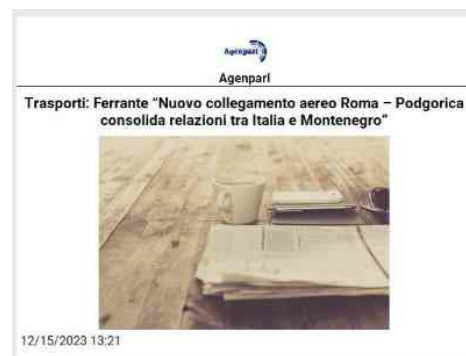 Agenparl
Agenparl
Trasporti: Ferrante “Nuovo collegamento aereo Roma – Podgorica
consolida relazioni tra Italia e Montenegro”
12/15/2023 13:21